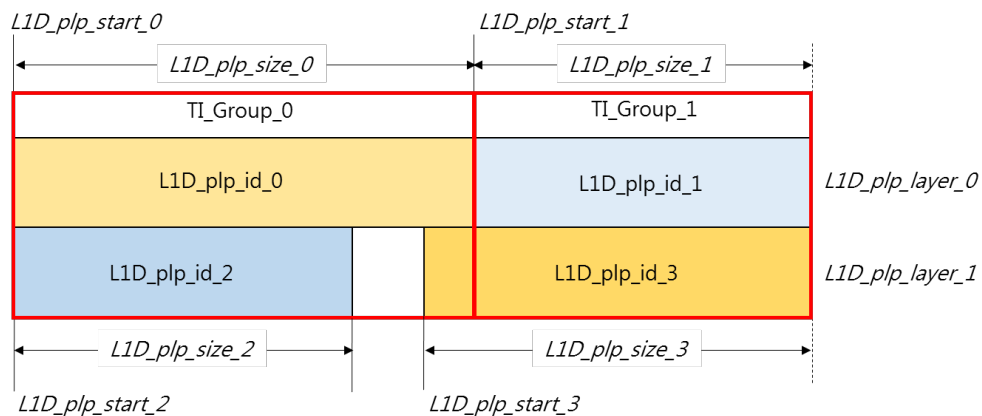 L1D_plp_start_0
L1D_plp_start_1
L1D_plp_size_0
L1D_plp_size_1
TI_Group_0
TI_Group_1
L1D_plp_id_0
L1D_plp_id_1
L1D_plp_layer_0
L1D_plp_id_2
L1D_plp_id_3
L1D_plp_layer_1
L1D_plp_size_2
L1D_plp_size_3
L1D_plp_start_2
L1D_plp_start_3